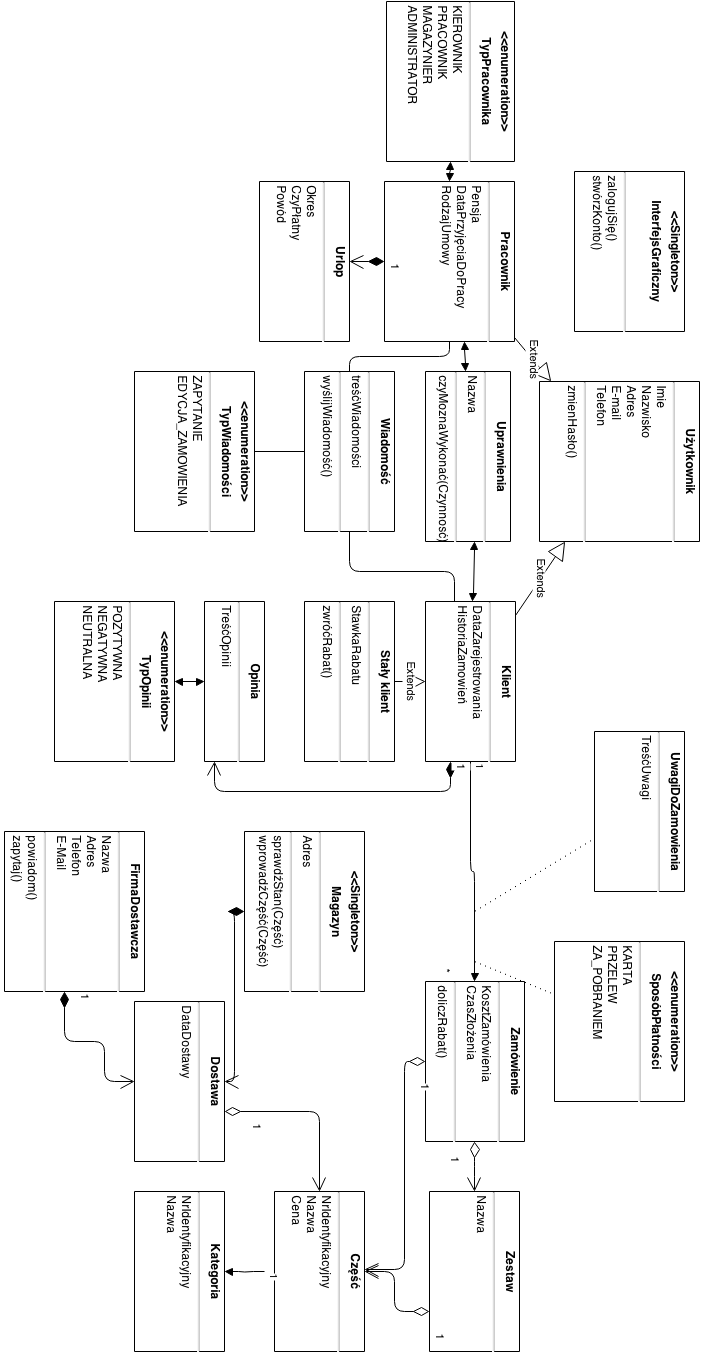 <<enumeration>>
TypPracownika
KIEROWNIK
PRACOWNIK
MAGAZYNIER
ADMINISTRATOR
<<Singleton>>
InterfejsGraficzny
zalogujSię()
stwórzKonto()
Pracownik
Pensja
DataPrzyjęciaDoPracy
RodzajUmowy
1
Urlop
Okres
CzyPłatny
Powód
Extends
Użytkownik
Imie
Nazwisko
Adres
E-mail
Telefon
zmienHasło()
Uprawnienia
Nazwa
czyMoznaWykonać(Czynność)
Wiadomość
treśćWiadomości
wyślijWiadomość()
<<enumeration>>
TypWiadomości
ZAPYTANIE
EDYCJA_ZAMOWIENIA
Extends
Klient
DataZarejestrowania
HistoriaZamowień
1
1
Extends
Stały klient
StawkaRabatu
zwróćRabat()
Opinia
TreśćOpinii
<<enumeration>>
TypOpinii
POZYTYWNA
NEGATYWNA
NEUTRALNA
UwagiDoZamowienia
TreśćUwagi
<<Singleton>>
Magazyn
Adres
sprawdźStan(Część)
wprowadźCzęść(Część)
FirmaDostawcza
Nazwa
Adres
Telefon
E-Mail
powiadom()
zapytaj()
1
<<enumeration>>
SposóbPłatności
KARTA
PRZELEW
ZA_POBRANIEM
*
Zamówienie
KosztZamówienia
CzasZłożenia
doliczRabat()
1
1
Dostawa
DataDostawy
1
Zestaw
Nazwa
1
Część
NrIdentyfikacyjny
Nazwa
Cena
1
Kategoria
NrIdentyfikacyjny
Nazwa